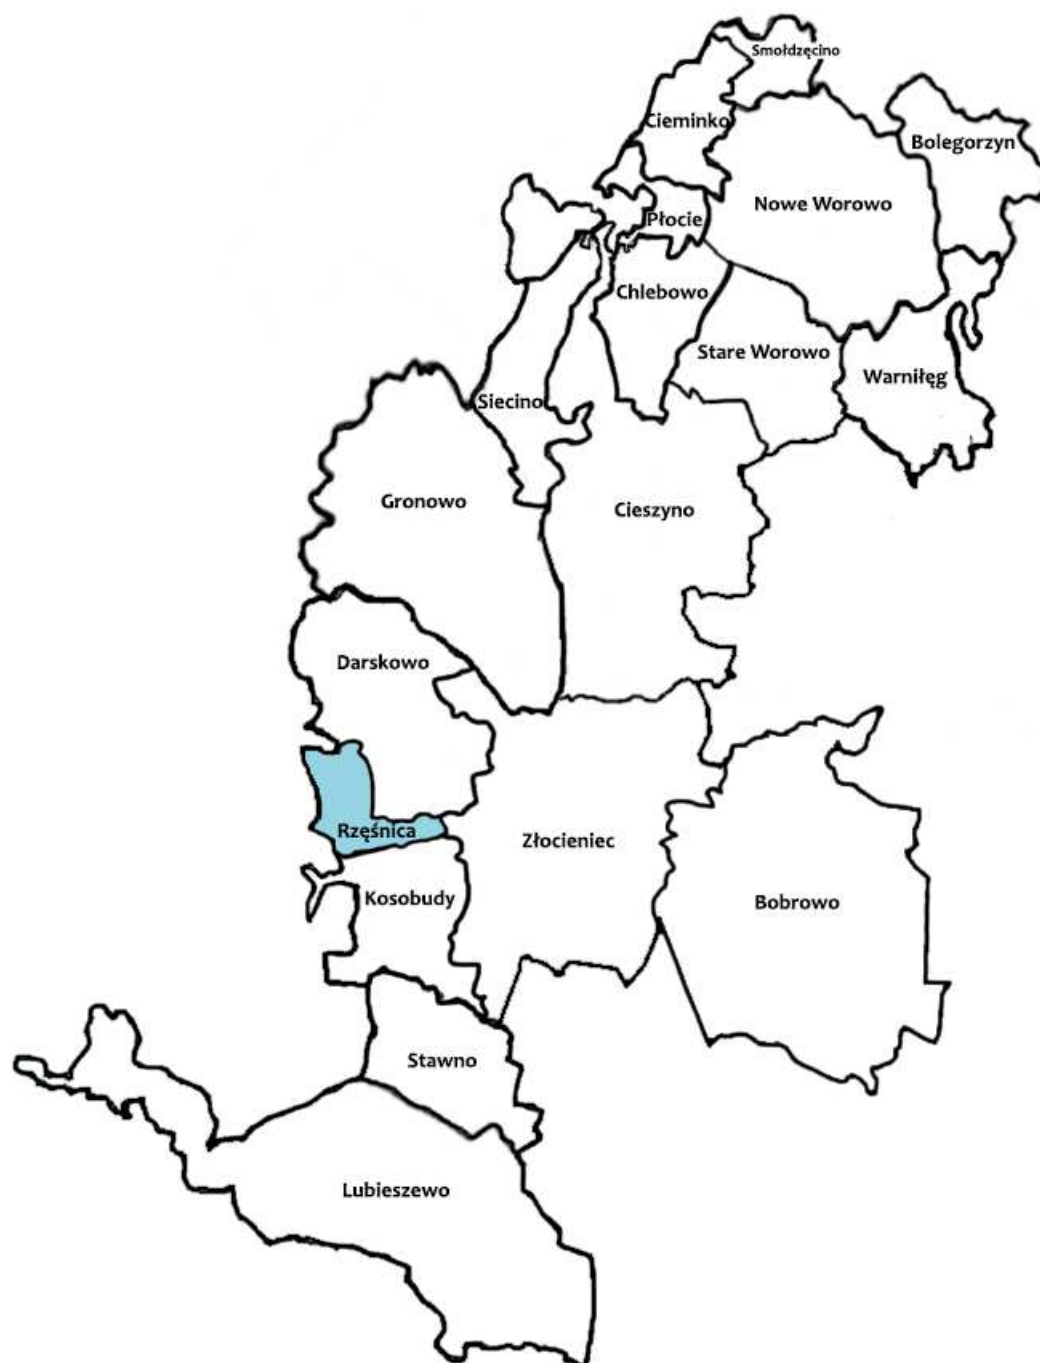 Smołdzęcino
Cieminko
Bolegorzyn
Nowe Worowo
Płocie
Chlebowo
Stare Worowo
Warniłęg
Siecino
Gronowo
Cieszyno
Darskowo
Rzęśnica
Złocieniec
Kosobudy
Bobrowo
Stawno
Lubieszewo